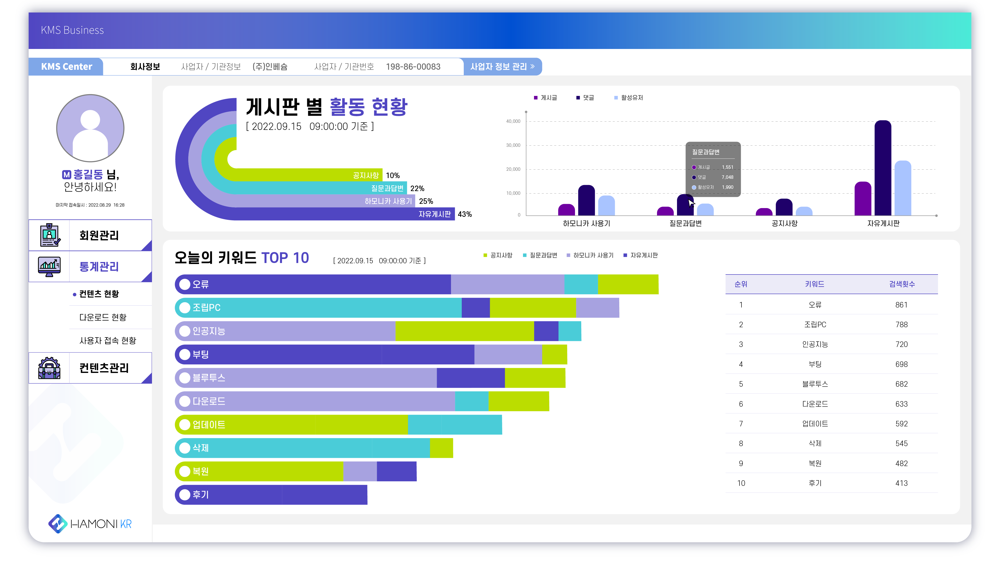 KMS Business
KMS Center
회사정보 사업자 / 기관정보 (주)인베슘 사업자 / 기관번호 198-86-00083 사업자 정보 관리 »
M 홍길동 님,
안녕하세요!
마지막 접속일시 : 2022.08.29 16:28
회원관리
통계관리
• 컨텐츠 현황
다운로드 현황
사용자 접속 현황
컨텐츠관리
HAMONI KR
게시판 별 활동 현황
[ 2022.09.15 09:00:00 기준 ]
공지사항 10%
질문과답변 22%
하모니카 사용기 25%
자유게시판 43%
게시글 댓글 활성유저
40,000
30,000
20,000
10,000
0
질문과답변
게시글 1,551
댓글 7,048
활성유저 1,990
하모니카 사용기 질문과답변 공지사항 자유게시판
오늘의 키워드 TOP 10 [ 2022.09.15 09:00:00 기준 ]
공지사항 질문과답변 하모니카 사용기 자유게시판
오류
조립PC
인공지능
부팅
블루투스
다운로드
업데이트
삭제
복원
후기
순위 키워드 검색횟수
1 오류 861
2 조립PC 788
3 인공지능 720
4 부팅 698
5 블루투스 682
6 다운로드 633
7 업데이트 592
8 삭제 545
9 복원 482
10 후기 413